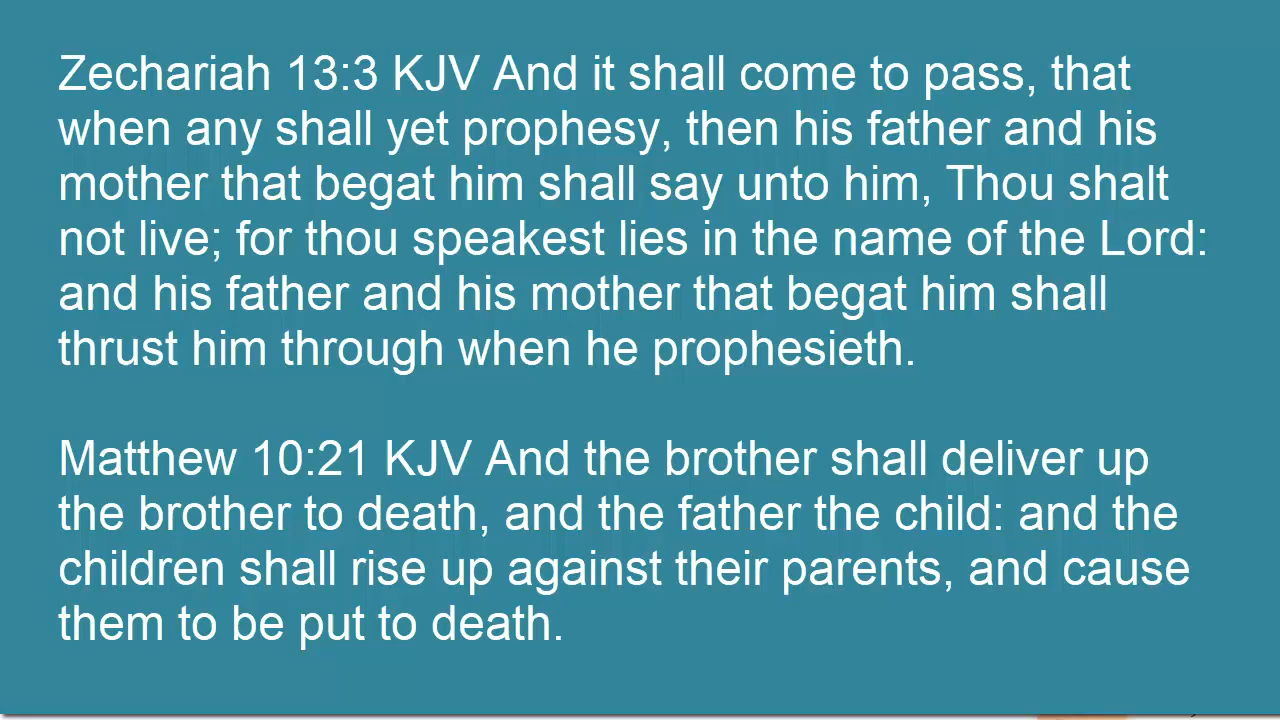 Zechariah 13:3 KJV And it shall come to pass, that
when any shall yet prophesy, then his father and his
mother that begat him shall say unto him, Thou shalt
not live; for thou speakest lies in the name of the Lord:
and his father and his mother that begat him shall
thrust him through when he prophesieth.
Matthew 10:21 KJV And the brother shall deliver up
the brother to death, and the father the child: and the
children shall rise up against their parents, and cause
them to be put to death.